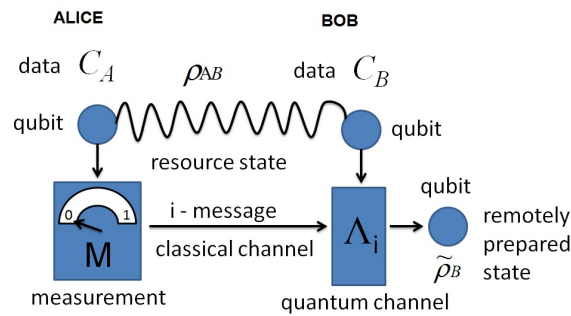 ALICE
BOB
data C_A
ρ_AB
data C_B
qubit
qubit
resource state
qubit
0
1
M
i - message
classical channel
Λ_i
remotely
prepared
state
ρ̃_B
measurement
quantum channel